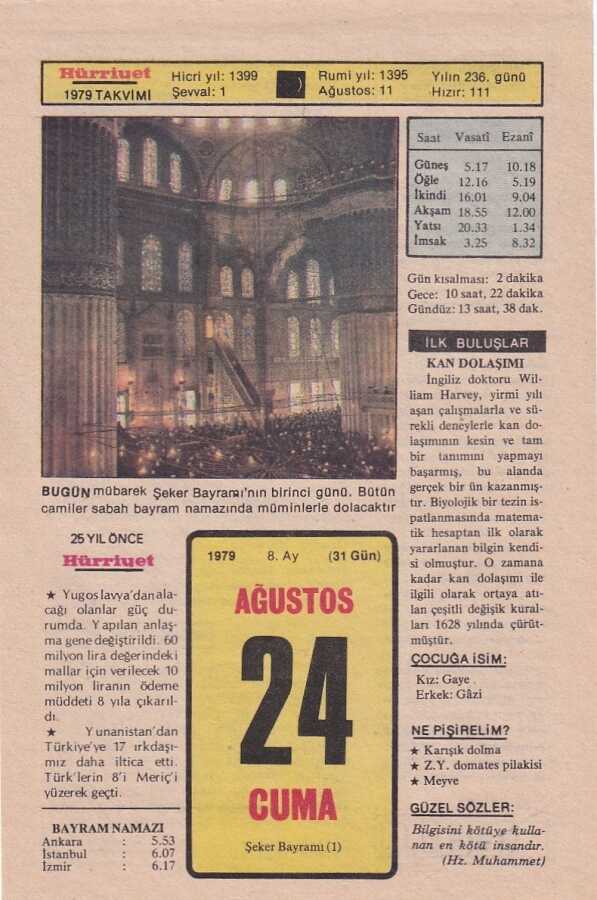 Hürriyet
1979 TAKVİMİ
Hicri yıl: 1399
Şevval: 1
Rumi yıl: 1395
Ağustos: 11
Yılın 236. günü
Hızır: 111
Saat Vasatî Ezanî
Güneş 5.17 10.18
Öğle 12.16 5.19
İkindi 16.01 9.04
Akşam 18.55 12.00
Yatsı 20.33 1.34
İmsak 3.25 8.32
Gün kısalması: 2 dakika
Gece: 10 saat, 22 dakika
Gündüz: 13 saat, 38 dak.
BUGÜN mübarek Şeker Bayramı'nın birinci günü. Bütün
camiler sabah bayram namazında müminlerle dolacaktır
İLK BULUŞLAR
KAN DOLAŞIMI
İngiliz doktoru Wil-
liam Harvey, yirmi yılı
aşan çalışmalarla ve sü-
rekli deneylerle kan do-
laşımının kesin ve tam
bir tanımını yapmayı
başarmış, bu alanda
gerçek bir ün kazanmış-
tır. Biyolojik bir tezin is-
patlanmasında matema-
tik hesaptan ilk olarak
yararlanan bilgin kendi-
si olmuştur. O zamana
kadar kan dolaşımı ile
ilgili olarak ortaya atı-
lan çeşitli değişik kural-
ları 1628 yılında çürüt-
müştür.
ÇOCUĞA İSİM:
Kız: Gaye
Erkek: Gâzi
NE PİŞİRELİM?
★ Karışık dolma
★ Z.Y. domates pilakisi
★ Meyve
GÜZEL SÖZLER:
Bilgisini kötüye kulla-
nan en kötü insandır.
(Hz. Muhammet)
25 YIL ÖNCE
Hürriyet
★ Yugoslavya'dan ala-
cağı olanlar güç du-
rumda. Yapılan anlaş-
ma gene değiştirildi. 60
milyon lira değerindeki
mallar için verilecek 10
milyon liranın ödeme
müddeti 8 yıla çıkarıl-
dı.
★ Yunanistan'dan
Türkiye'ye 17 ırkdaşı-
mız daha iltica etti.
Türk'lerin 8'i Meriç'i
yüzerek geçti.
BAYRAM NAMAZI
Ankara : 5.53
İstanbul : 6.07
İzmir : 6.17
1979 8. Ay (31 Gün)
AĞUSTOS
24
CUMA
Şeker Bayramı (1)